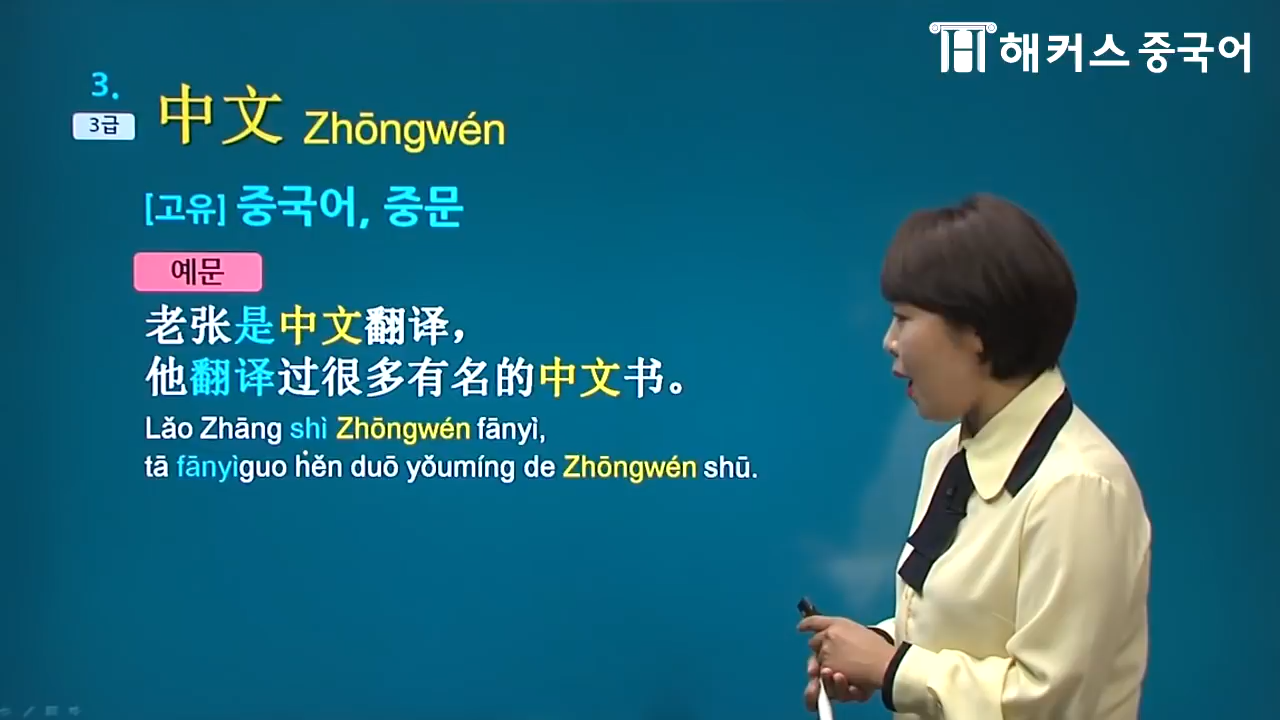 해커스 중국어
3.
3급
中文 Zhōngwén
[고유] 중국어, 중문
예문
老张是中文翻译，
他翻译过很多有名的中文书。
Lǎo Zhāng shì Zhōngwén fānyì,
tā fānyìguo hěn duō yǒumíng de Zhōngwén shū.